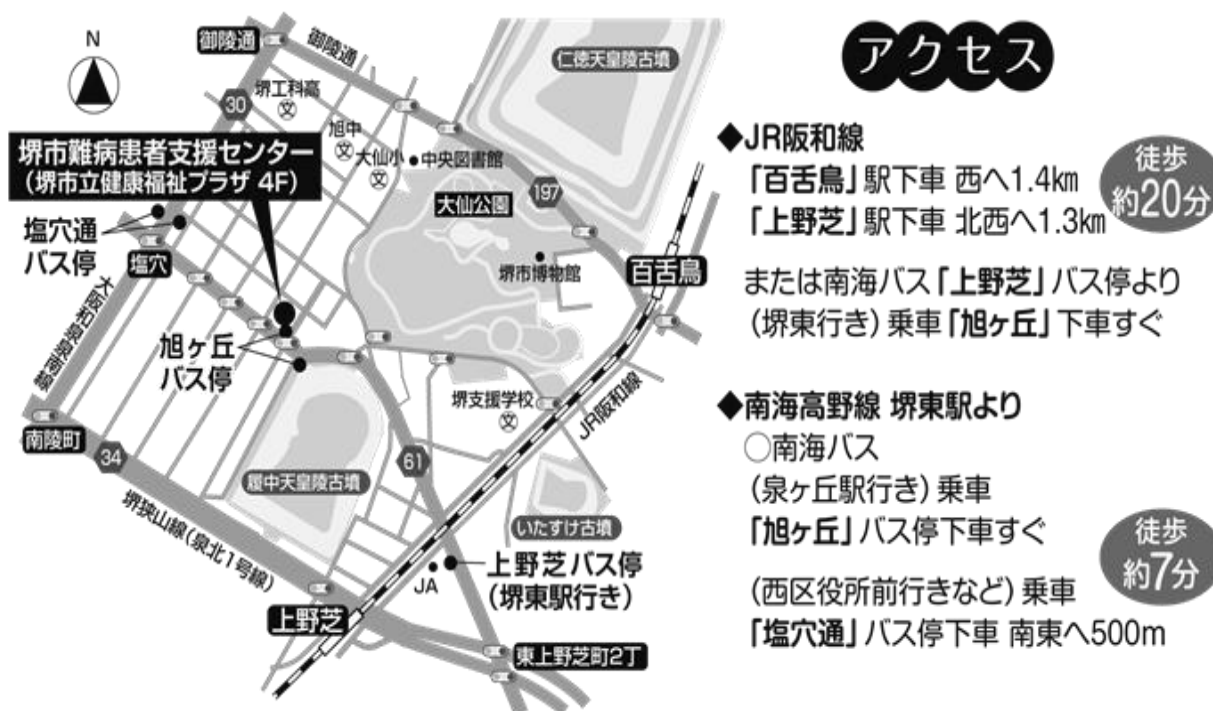 N
御陵通
御陵通
仁徳天皇陵古墳
30
堺工科高
文
旭中
文
大仙小
文
中央図書館
堺市難病患者支援センター
(堺市立健康福祉プラザ 4F)
大仙公園
197
塩穴通
バス停
塩穴
堺市博物館
百舌鳥
大阪和泉泉南線
旭ヶ丘
バス停
堺支援学校
文
JR阪和線
南陵町
34
61
履中天皇陵古墳
いたすけ古墳
堺狭山線(泉北1号線)
JA
上野芝バス停
(堺東駅行き)
上野芝
東上野芝町2丁
アクセス
◆JR阪和線
「百舌鳥」駅下車 西へ1.4km
「上野芝」駅下車 北西へ1.3km
徒歩
約20分
または南海バス「上野芝」バス停より
(堺東行き)乗車「旭ヶ丘」下車すぐ
◆南海高野線 堺東駅より
○南海バス
(泉ヶ丘駅行き)乗車
「旭ヶ丘」バス停下車すぐ
(西区役所前行きなど)乗車
「塩穴通」バス停下車 南東へ500m
徒歩
約7分